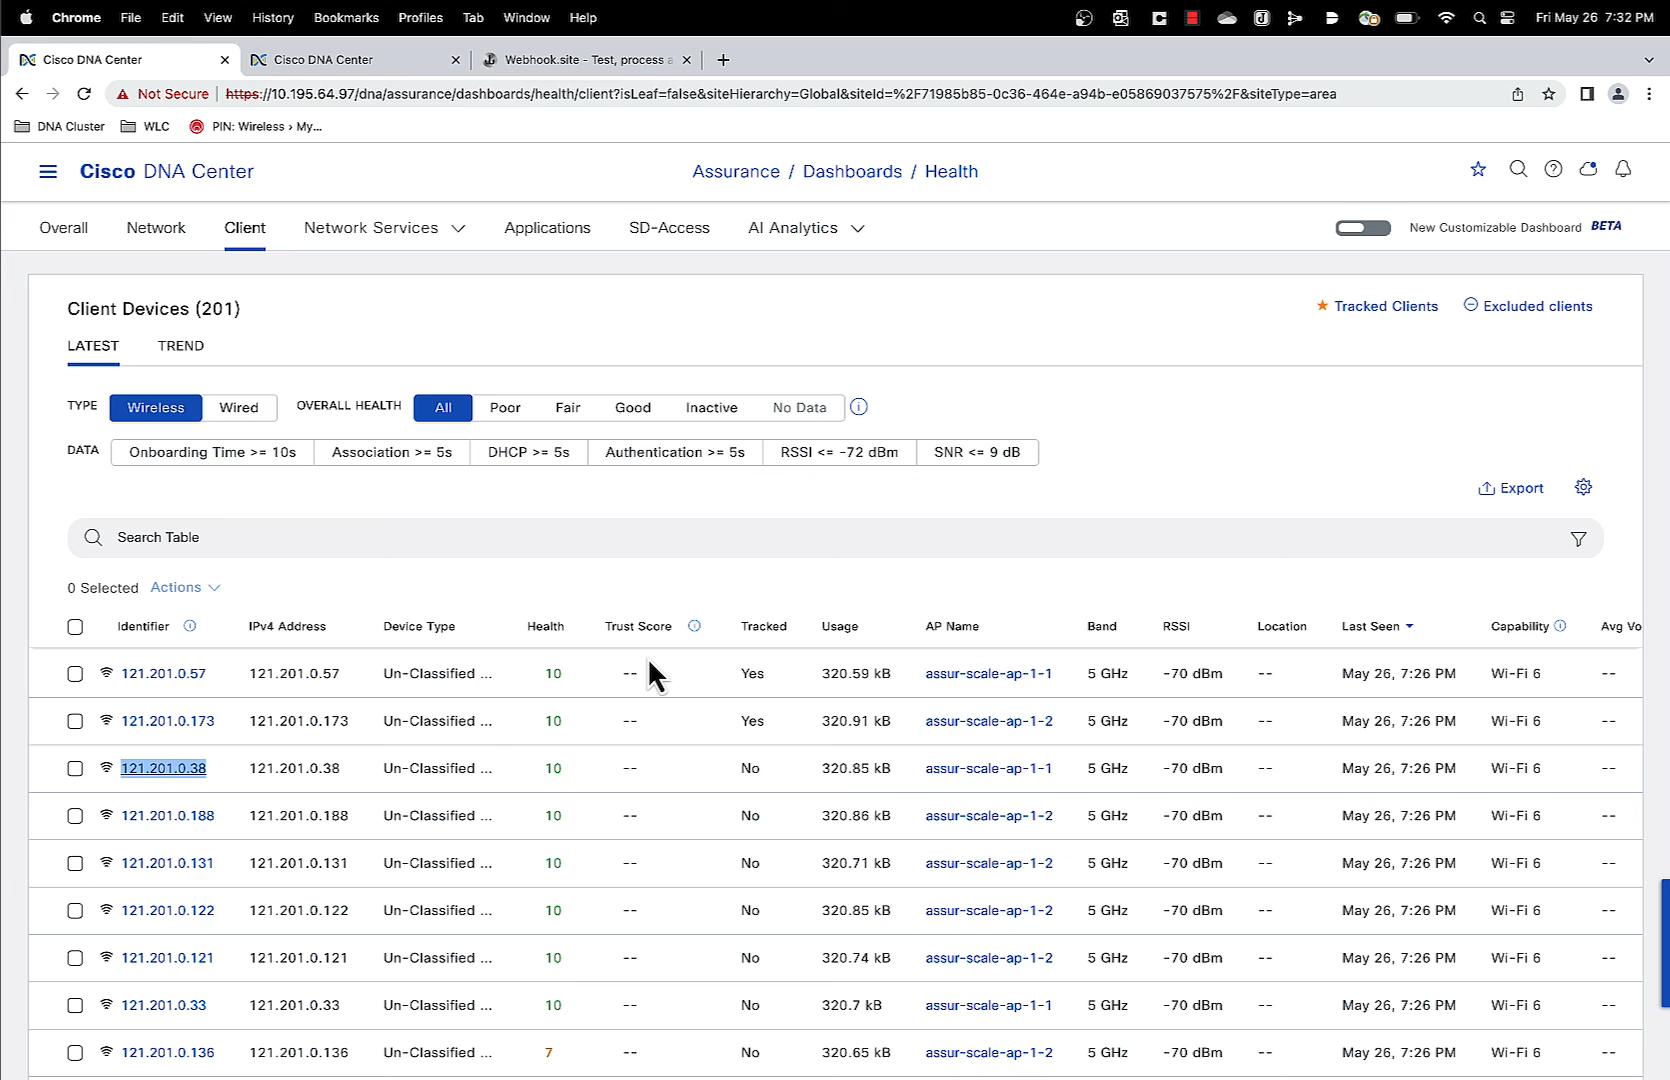 Chrome File Edit View History Bookmarks Profiles Tab Window Help Fri May 26 7:32 PM
Cisco DNA Center Cisco DNA Center Webhook.site - Test, process a
Not Secure https://10.195.64.97/dna/assurance/dashboards/health/client?isLeaf=false&siteHierarchy=Global&siteId=%2F71985b85-0c36-464e-a94b-e05869037575%2F&siteType=area
DNA Cluster WLC PIN: Wireless › My...
Cisco DNA Center Assurance / Dashboards / Health
Overall Network Client Network Services Applications SD-Access AI Analytics New Customizable Dashboard BETA
Client Devices (201) Tracked Clients Excluded clients
LATEST TREND
TYPE Wireless Wired OVERALL HEALTH All Poor Fair Good Inactive No Data
DATA Onboarding Time >= 10s Association >= 5s DHCP >= 5s Authentication >= 5s RSSI <= -72 dBm SNR <= 9 dB
Export
Search Table
0 Selected Actions
Identifier IPv4 Address Device Type Health Trust Score Tracked Usage AP Name Band RSSI Location Last Seen Capability Avg Vo
121.201.0.57 121.201.0.57 Un-Classified ... 10 -- Yes 320.59 kB assur-scale-ap-1-1 5 GHz -70 dBm -- May 26, 7:26 PM Wi-Fi 6 --
121.201.0.173 121.201.0.173 Un-Classified ... 10 -- Yes 320.91 kB assur-scale-ap-1-2 5 GHz -70 dBm -- May 26, 7:26 PM Wi-Fi 6 --
121.201.0.38 121.201.0.38 Un-Classified ... 10 -- No 320.85 kB assur-scale-ap-1-1 5 GHz -70 dBm -- May 26, 7:26 PM Wi-Fi 6 --
121.201.0.188 121.201.0.188 Un-Classified ... 10 -- No 320.86 kB assur-scale-ap-1-2 5 GHz -70 dBm -- May 26, 7:26 PM Wi-Fi 6 --
121.201.0.131 121.201.0.131 Un-Classified ... 10 -- No 320.71 kB assur-scale-ap-1-2 5 GHz -70 dBm -- May 26, 7:26 PM Wi-Fi 6 --
121.201.0.122 121.201.0.122 Un-Classified ... 10 -- No 320.85 kB assur-scale-ap-1-2 5 GHz -70 dBm -- May 26, 7:26 PM Wi-Fi 6 --
121.201.0.121 121.201.0.121 Un-Classified ... 10 -- No 320.74 kB assur-scale-ap-1-2 5 GHz -70 dBm -- May 26, 7:26 PM Wi-Fi 6 --
121.201.0.33 121.201.0.33 Un-Classified ... 10 -- No 320.7 kB assur-scale-ap-1-1 5 GHz -70 dBm -- May 26, 7:26 PM Wi-Fi 6 --
121.201.0.136 121.201.0.136 Un-Classified ... 7 -- No 320.65 kB assur-scale-ap-1-2 5 GHz -70 dBm -- May 26, 7:26 PM Wi-Fi 6 --